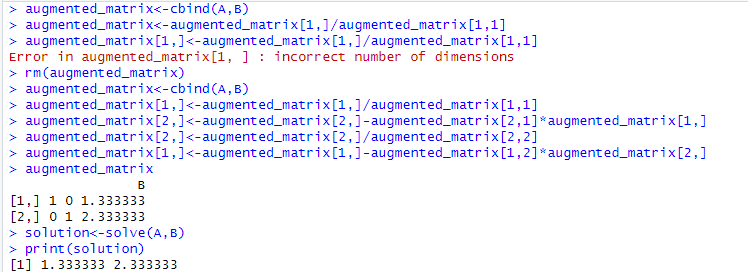 > augmented_matrix<-cbind(A,B)
> augmented_matrix<-augmented_matrix[1,]/augmented_matrix[1,1]
> augmented_matrix[1,]<-augmented_matrix[1,]/augmented_matrix[1,1]
Error in augmented_matrix[1, ] : incorrect number of dimensions
> rm(augmented_matrix)
> augmented_matrix<-cbind(A,B)
> augmented_matrix[1,]<-augmented_matrix[1,]/augmented_matrix[1,1]
> augmented_matrix[2,]<-augmented_matrix[2,]-augmented_matrix[2,1]*augmented_matrix[1,]
> augmented_matrix[2,]<-augmented_matrix[2,]/augmented_matrix[2,2]
> augmented_matrix[1,]<-augmented_matrix[1,]-augmented_matrix[1,2]*augmented_matrix[2,]
> augmented_matrix
B
[1,] 1 0 1.333333
[2,] 0 1 2.333333
> solution<-solve(A,B)
> print(solution)
[1] 1.333333 2.333333